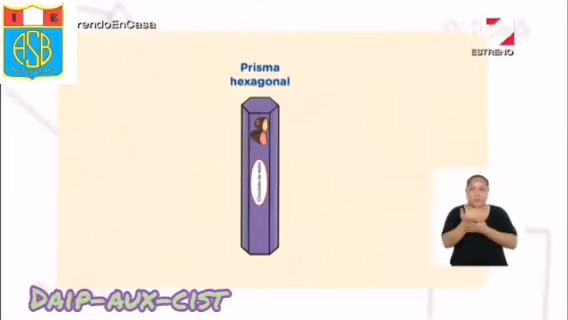 I E
ASB
rendoEnCasa
ESTRENO
Prisma
hexagonal
Daip-aux-cist